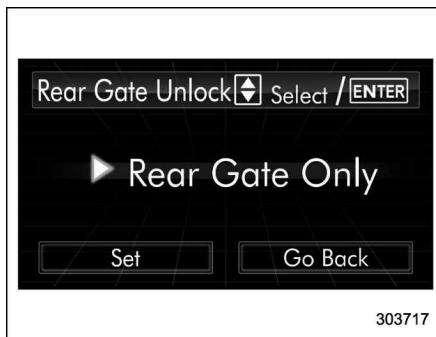 Rear Gate Unlock Select / ENTER
Rear Gate Only
Set Go Back
303717